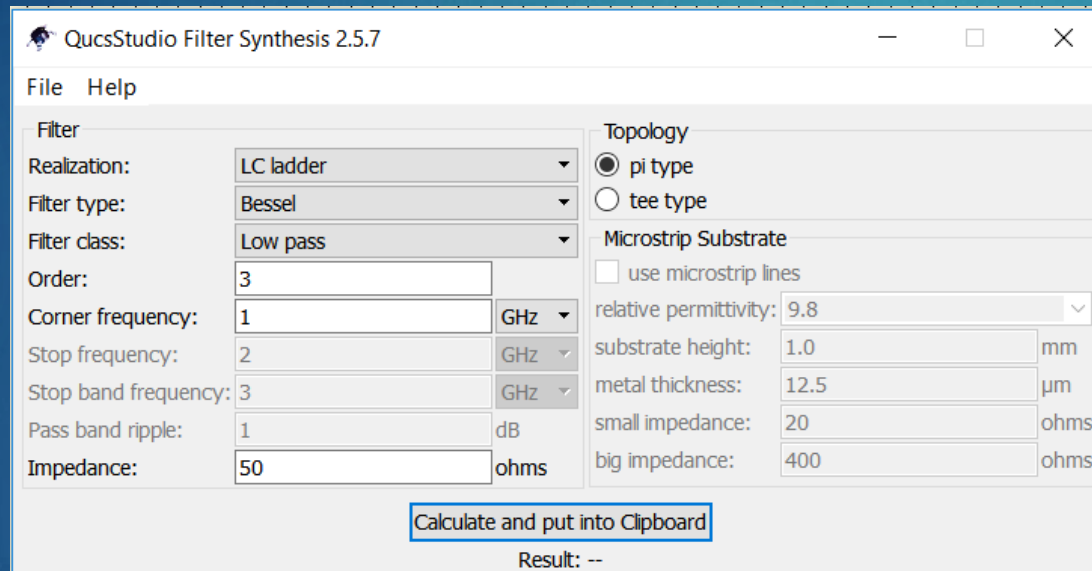 QucsStudio Filter Synthesis 2.5.7
File Help
Filter
Realization: LC ladder
Filter type: Bessel
Filter class: Low pass
Order: 3
Corner frequency: 1 GHz
Stop frequency: 2 GHz
Stop band frequency: 3 GHz
Pass band ripple: 1 dB
Impedance: 50 ohms
Topology
pi type
tee type
Microstrip Substrate
use microstrip lines
relative permittivity: 9.8
substrate height: 1.0 mm
metal thickness: 12.5 µm
small impedance: 20 ohms
big impedance: 400 ohms
Calculate and put into Clipboard
Result: --